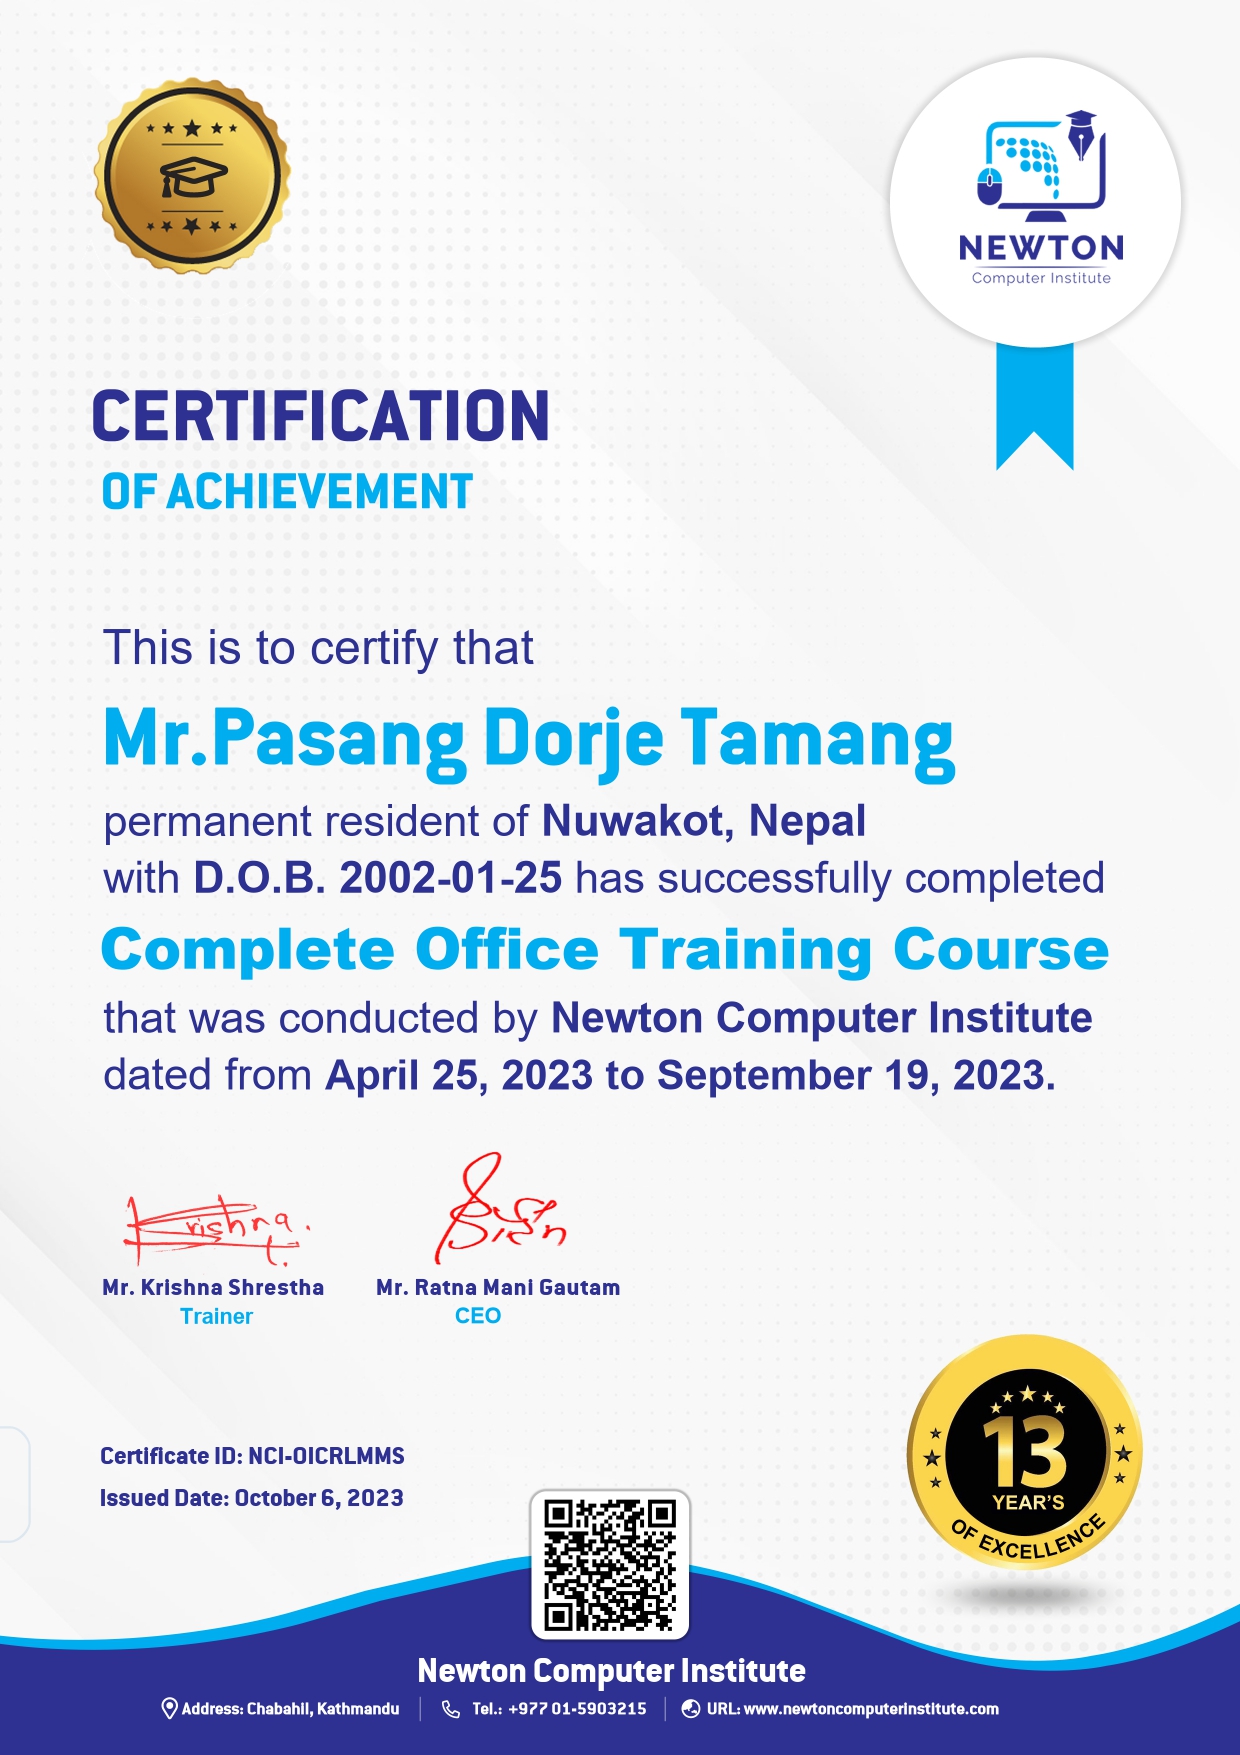 NEWTON
Computer Institute
CERTIFICATION
OF ACHIEVEMENT
This is to certify that
Mr.Pasang Dorje Tamang
permanent resident of Nuwakot, Nepal
with D.O.B. 2002-01-25 has successfully completed
Complete Office Training Course
that was conducted by Newton Computer Institute
dated from April 25, 2023 to September 19, 2023.
Krishna.
Mr. Krishna Shrestha
Trainer
Mr. Ratna Mani Gautam
CEO
13
YEAR'S
OF EXCELLENCE
Certificate ID: NCI-OICRLMMS
Issued Date: October 6, 2023
Newton Computer Institute
Address: Chabahil, Kathmandu
Tel.: +977 01-5903215
URL: www.newtoncomputerinstitute.com